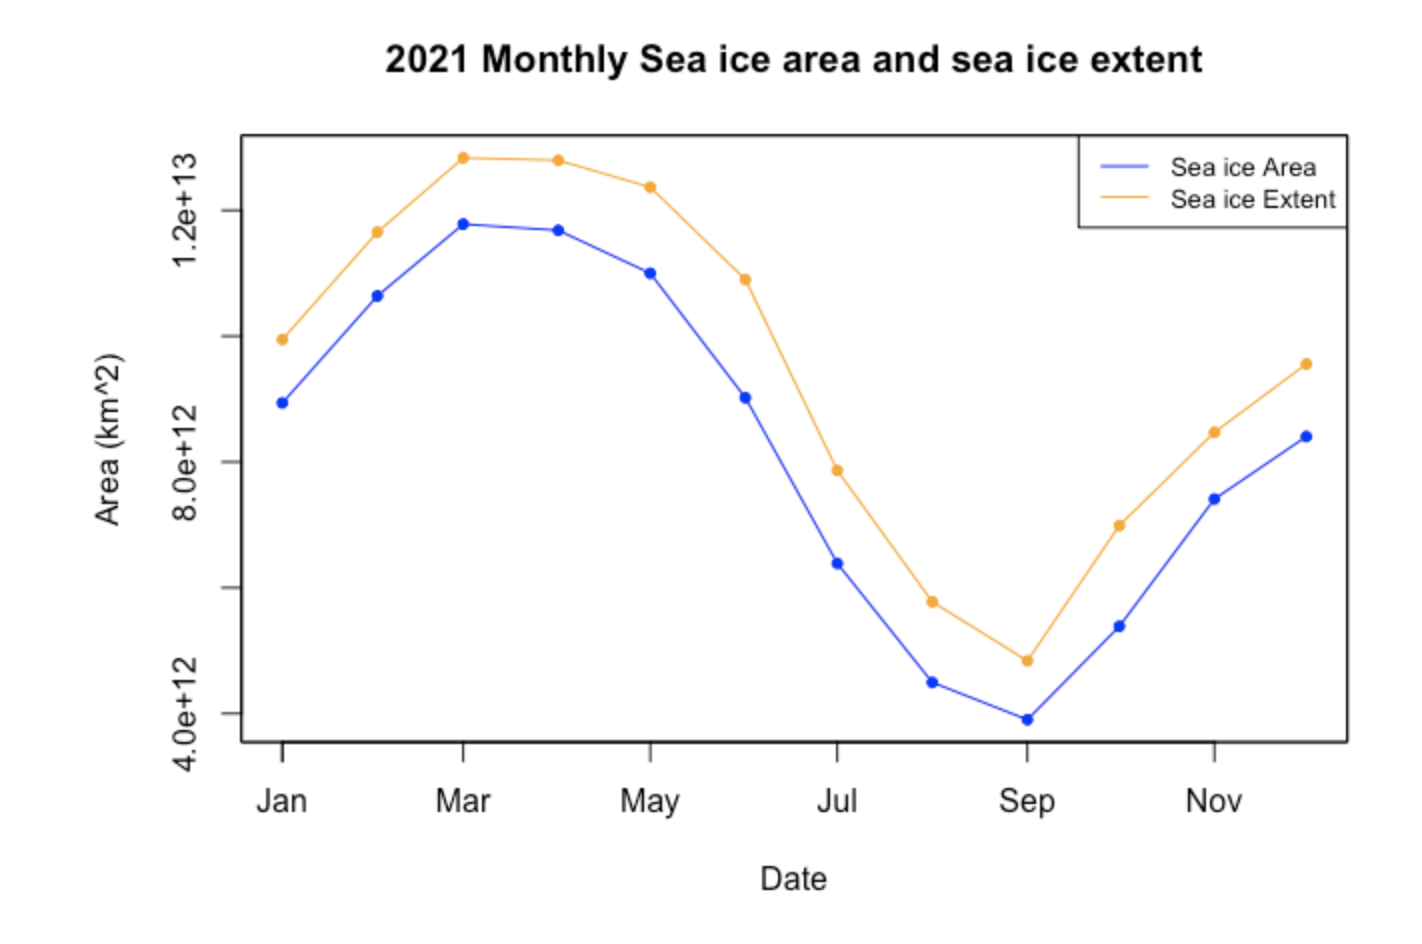 2021 Monthly Sea ice area and sea ice extent
Sea ice Area
Sea ice Extent
Area (km^2)
1.2e+13
8.0e+12
4.0e+12
Jan Mar May Jul Sep Nov
Date